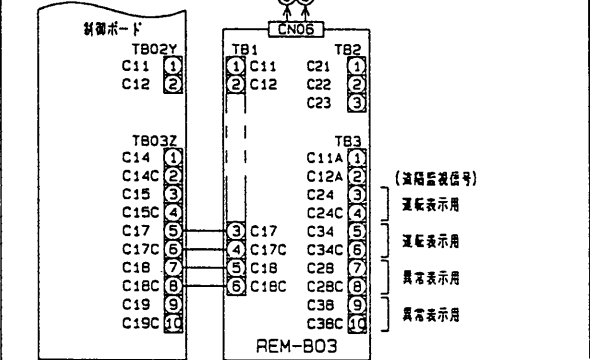 制御ボード
CN06
TB02Y
C11 1
C12 2
TB03Z
C14 1
C14C 2
C15 3
C15C 4
C17 5
C17C 6
C18 7
C18C 8
C19 9
C19C 10
TB1
1 C11
2 C12
3 C17
4 C17C
5 C18
6 C18C
TB2
C21 1
C22 2
C23 3
TB3
C11A 1
C12A 2
C24 3
C24C 4
C34 5
C34C 6
C28 7
C28C 8
C38 9
C38C 10
(遠隔監視信号)
運転表示用
運転表示用
異常表示用
異常表示用
REM-B03